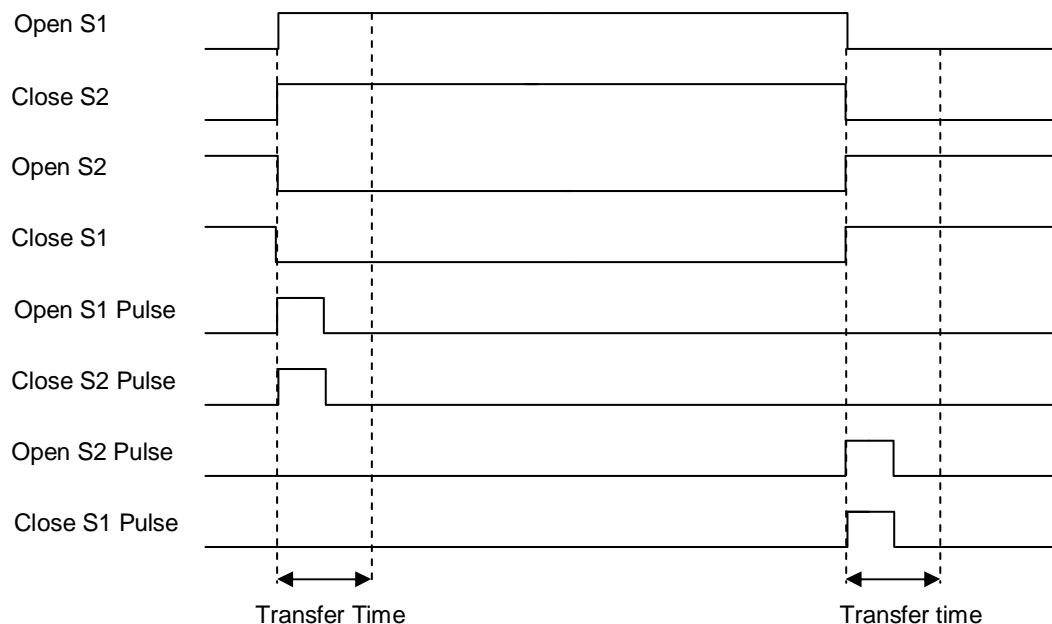 Open S1
Close S2
Open S2
Close S1
Open S1 Pulse
Close S2 Pulse
Open S2 Pulse
Close S1 Pulse
Transfer Time
Transfer time